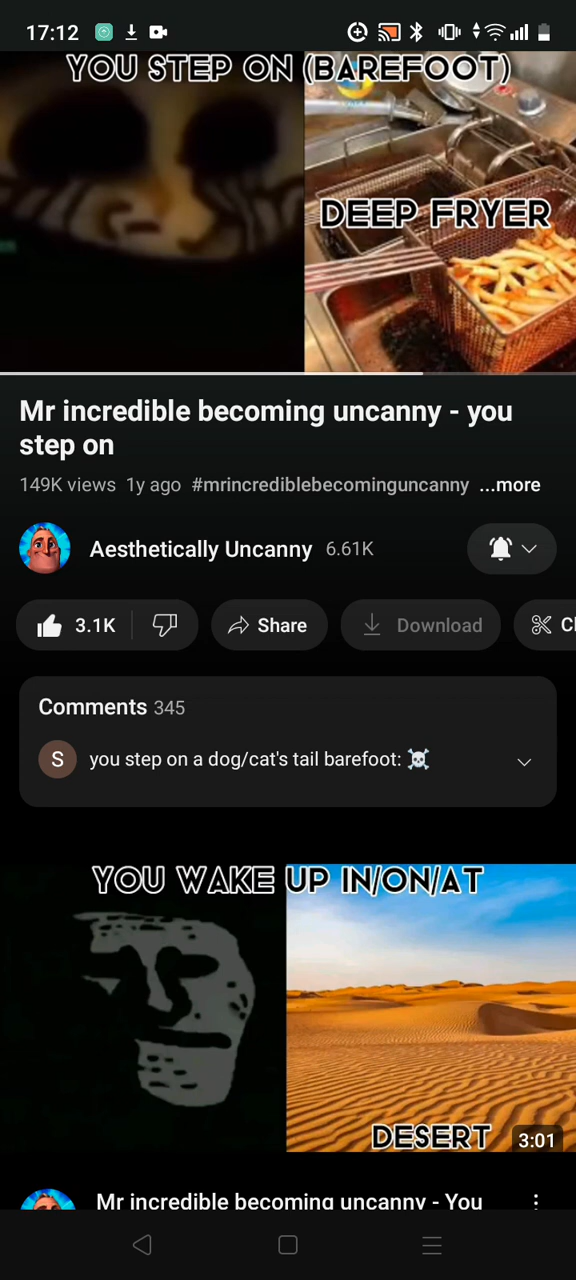 17:12
YOU STEP ON (BAREFOOT)
DEEP FRYER
Mr incredible becoming uncanny - you
step on
149K views 1y ago #mrincrediblebecominguncanny ...more
Aesthetically Uncanny 6.61K
3.1K Share Download Cl
Comments 345
S you step on a dog/cat's tail barefoot: ☠️
YOU WAKE UP IN/ON/AT
DESERT 3:01
Mr incredible becoming uncanny - You